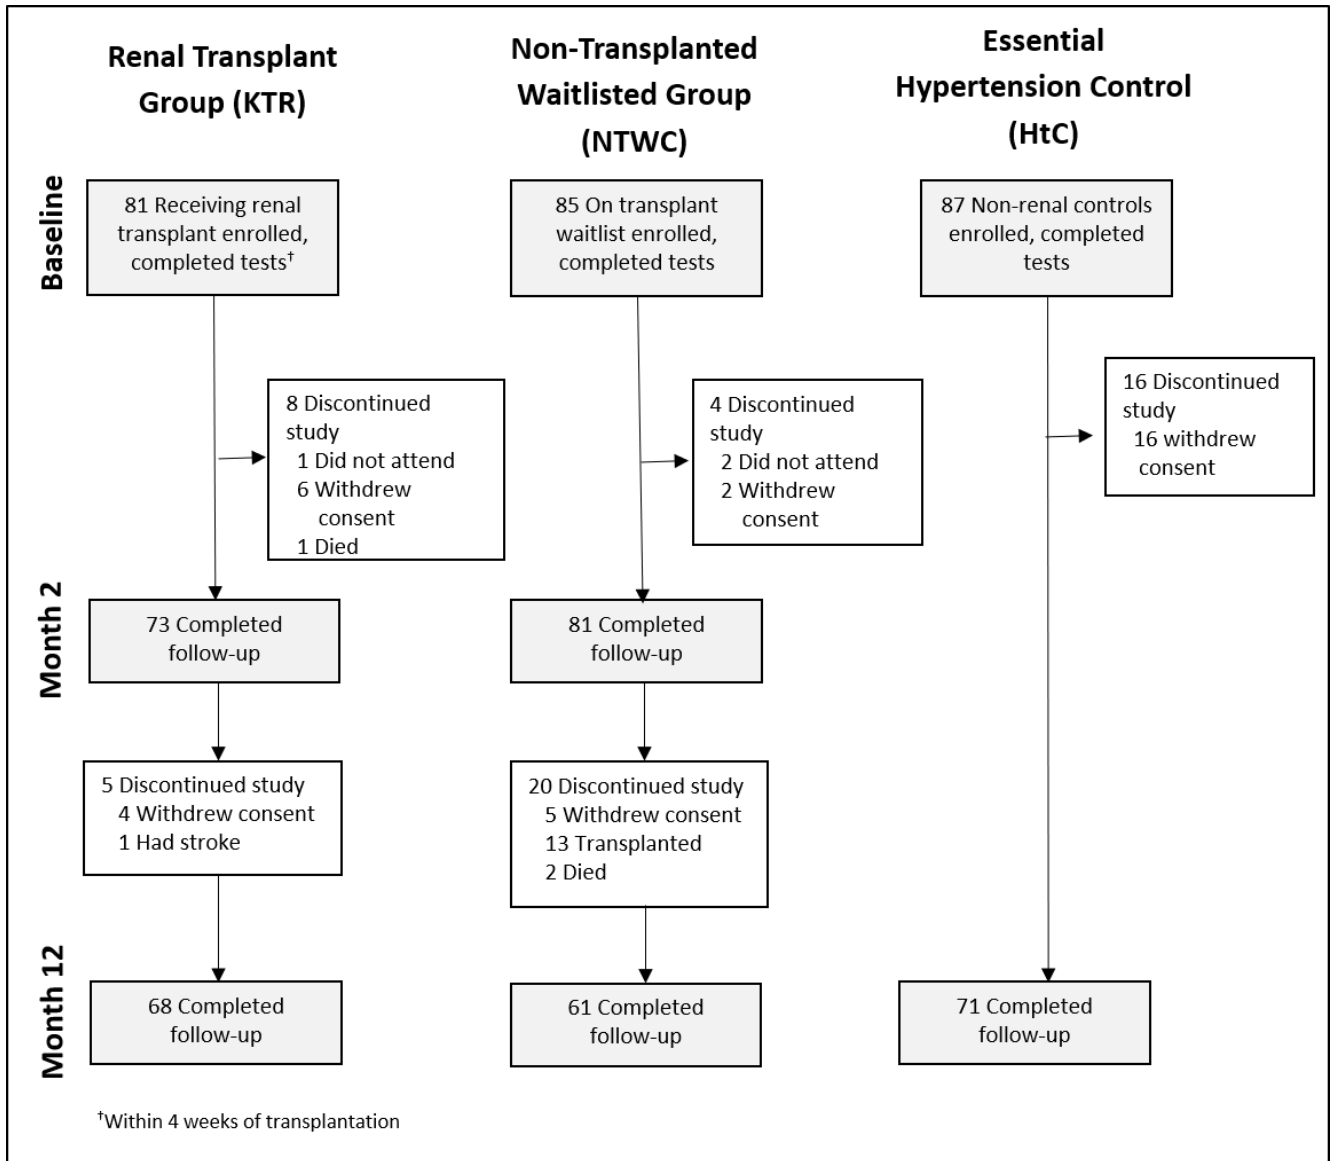 Renal Transplant
Group (KTR)
Non-Transplanted
Waitlisted Group
(NTWC)
Essential
Hypertension Control
(HtC)
Baseline
81 Receiving renal
transplant enrolled,
completed tests†
85 On transplant
waitlist enrolled,
completed tests
87 Non-renal controls
enrolled, completed
tests
8 Discontinued
study
1 Did not attend
6 Withdrew
consent
1 Died
4 Discontinued
study
2 Did not attend
2 Withdrew
consent
16 Discontinued
study
16 withdrew
consent
Month 2
73 Completed
follow-up
81 Completed
follow-up
5 Discontinued study
4 Withdrew consent
1 Had stroke
20 Discontinued study
5 Withdrew consent
13 Transplanted
2 Died
Month 12
68 Completed
follow-up
61 Completed
follow-up
71 Completed
follow-up
†Within 4 weeks of transplantation